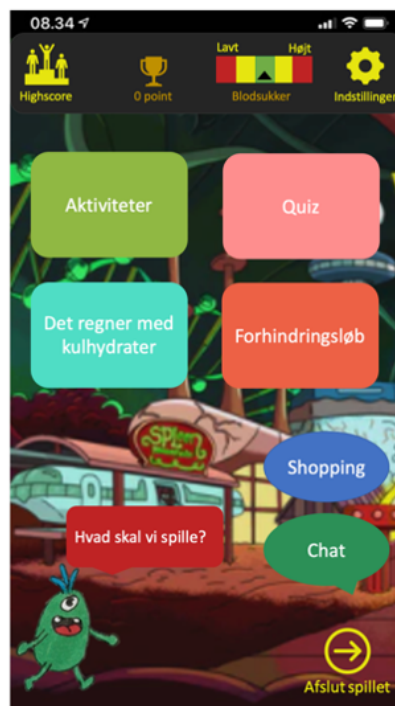 08.34
Lavt Højt
Highscore
0 point
Blodsukker
Indstillinger
Aktiviteter
Quiz
Det regner med
kulhydrater
Forhindringsløb
Spleen
Shopping
Hvad skal vi spille?
Chat
Afslut spillet